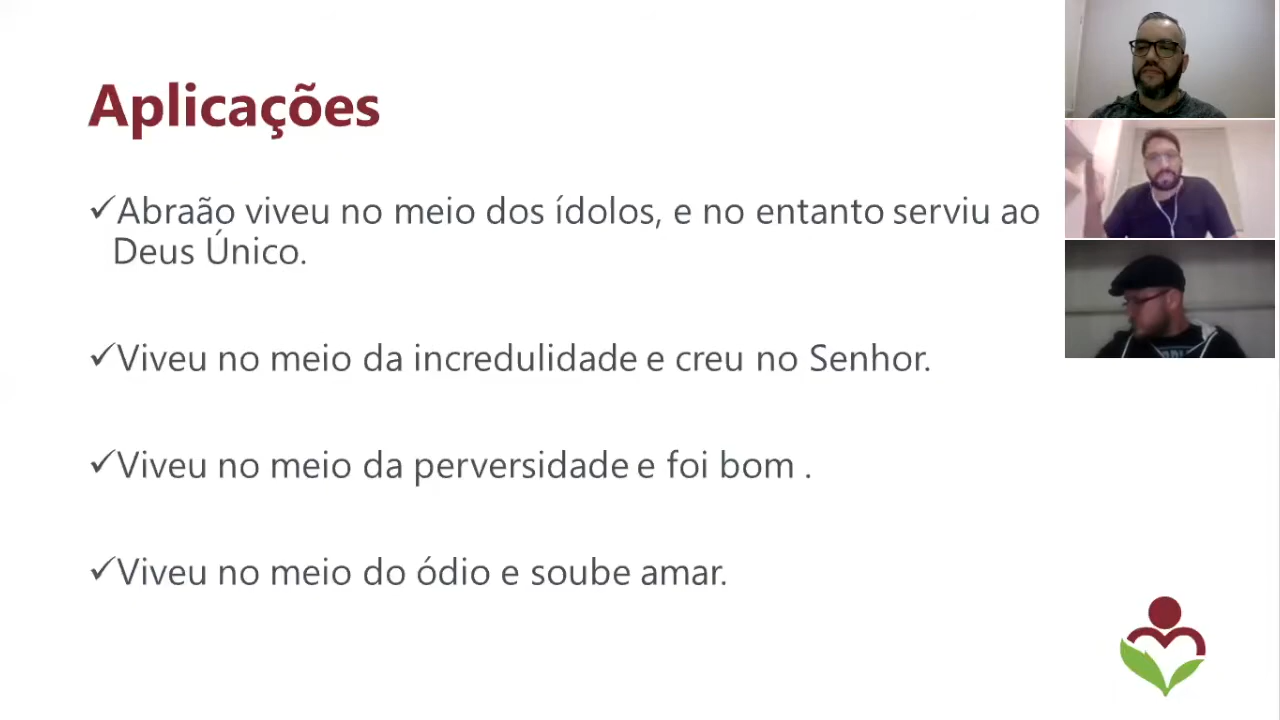 Aplicações
✓Abraão viveu no meio dos ídolos, e no entanto serviu ao
Deus Único.
✓Viveu no meio da incredulidade e creu no Senhor.
✓Viveu no meio da perversidade e foi bom .
✓Viveu no meio do ódio e soube amar.